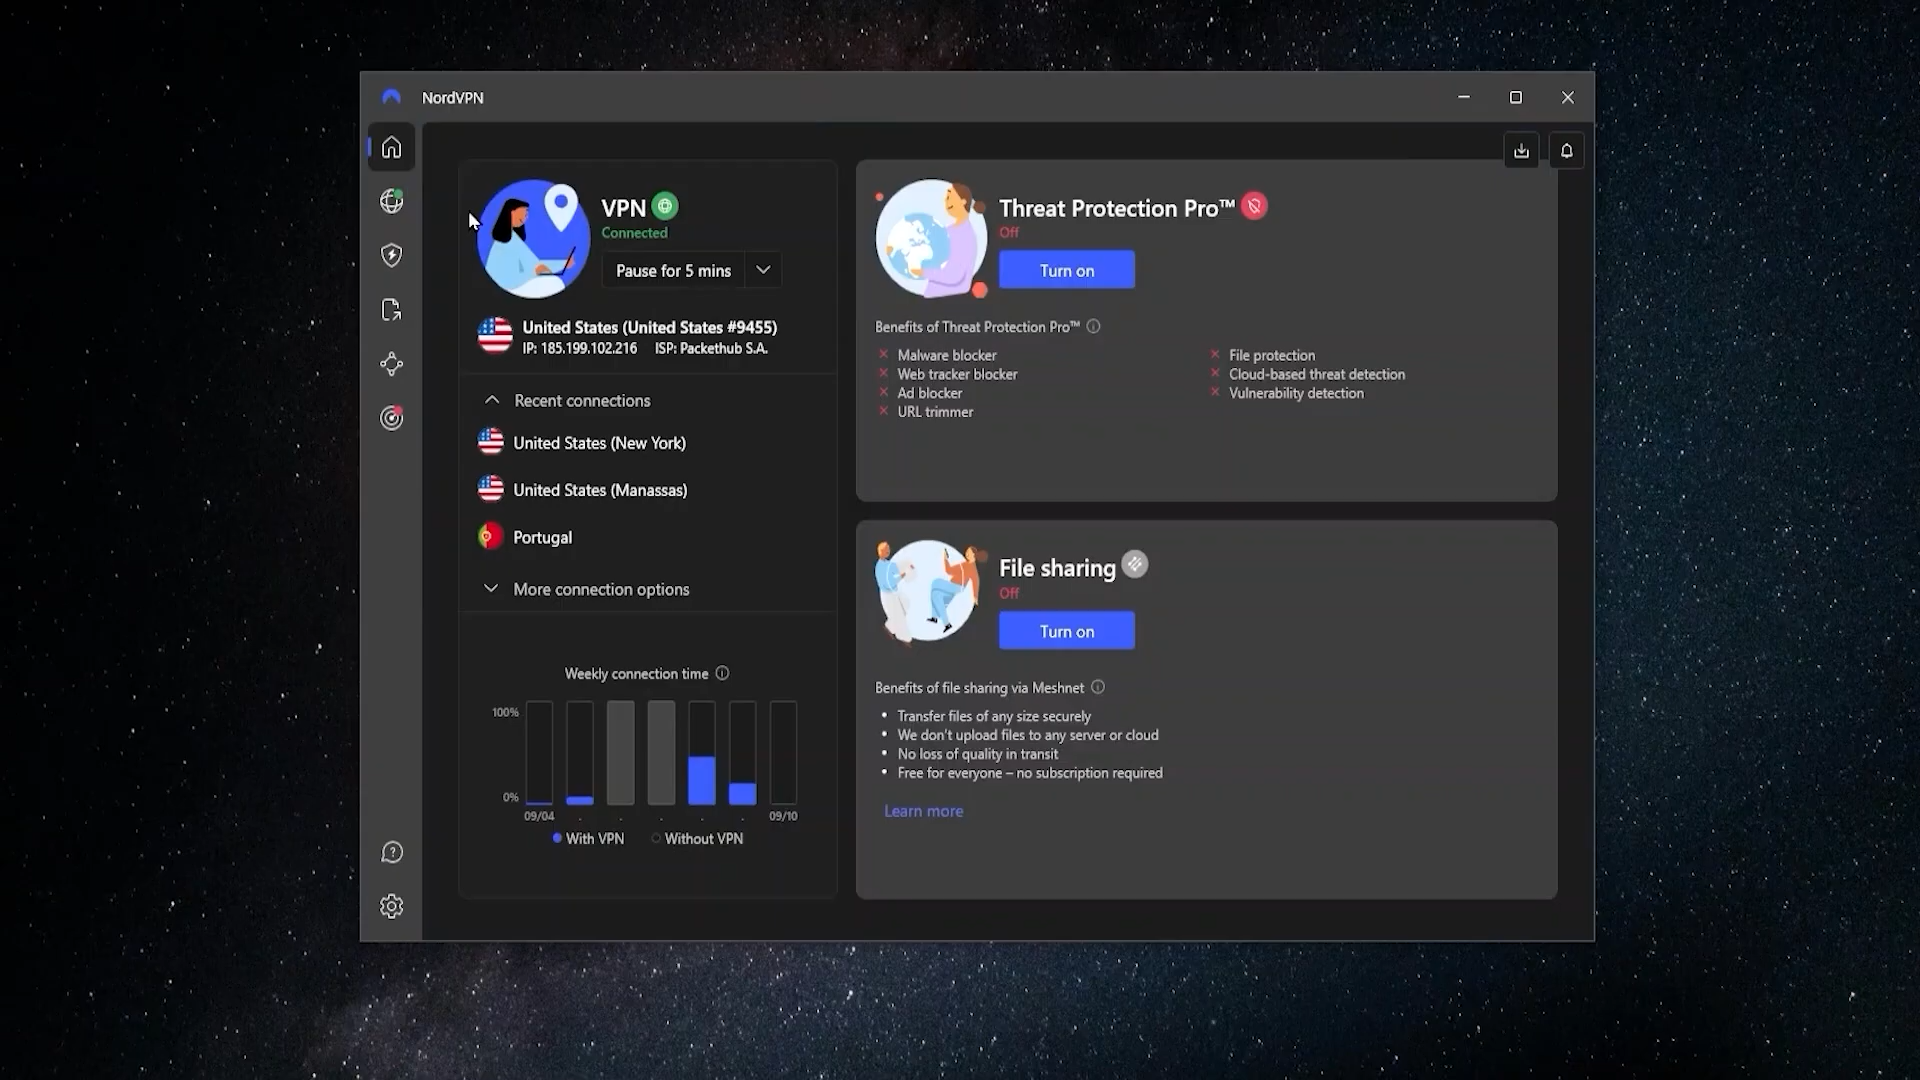 NordVPN
VPN
Connected
Pause for 5 mins
United States (United States #9455)
IP: 185.199.102.216 ISP: Packethub S.A.
Recent connections
United States (New York)
United States (Manassas)
Portugal
More connection options
Weekly connection time
100%
0%
09/04
09/10
With VPN
Without VPN
Threat Protection Pro™
Off
Turn on
Benefits of Threat Protection Pro™
Malware blocker
Web tracker blocker
Ad blocker
URL trimmer
File protection
Cloud-based threat detection
Vulnerability detection
File sharing
Off
Turn on
Benefits of file sharing via Meshnet
• Transfer files of any size securely
• We don't upload files to any server or cloud
• No loss of quality in transit
• Free for everyone – no subscription required
Learn more